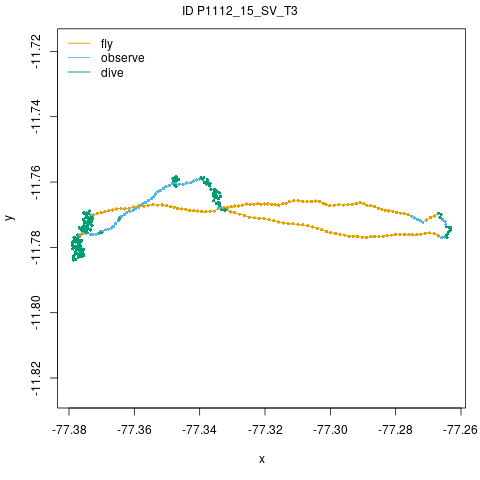 ID P1112_15_SV_T3
fly
observe
dive
-11.72
-11.74
-11.76
-11.78
-11.80
-11.82
y
-77.38
-77.36
-77.34
-77.32
-77.30
-77.28
-77.26
x